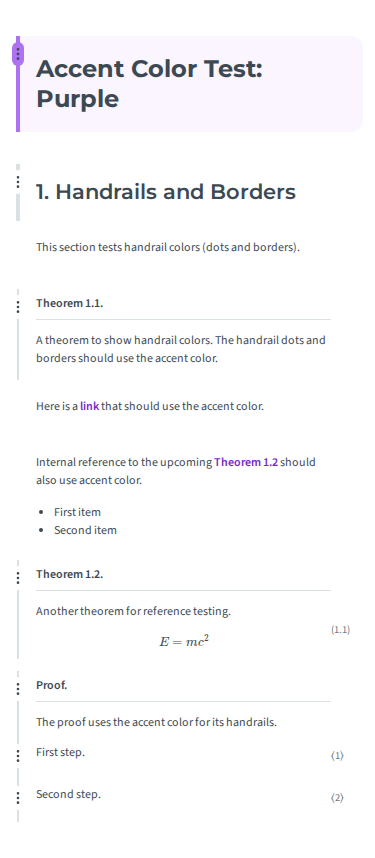 Accent Color Test:
Purple
1. Handrails and Borders
This section tests handrail colors (dots and borders).
Theorem 1.1.
A theorem to show handrail colors. The handrail dots and
borders should use the accent color.
Here is a link that should use the accent color.
Internal reference to the upcoming Theorem 1.2 should
also use accent color.
• First item
• Second item
Theorem 1.2.
Another theorem for reference testing.
E = mc² (1.1)
Proof.
The proof uses the accent color for its handrails.
First step. ⟨1⟩
Second step. ⟨2⟩